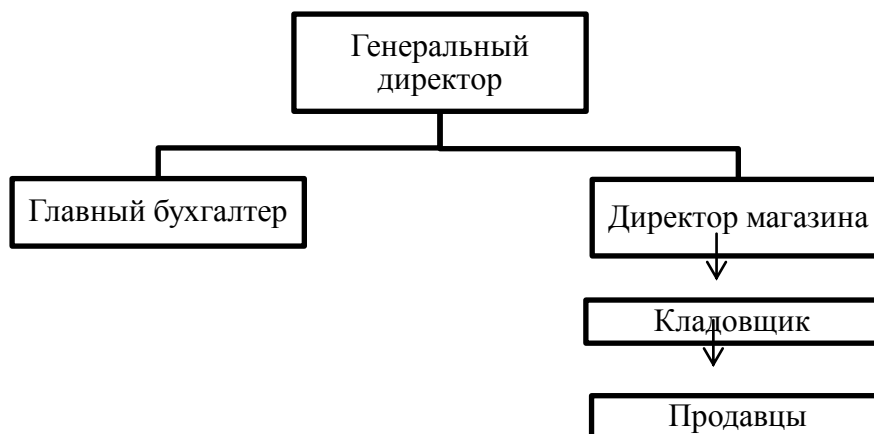 Генеральный
директор
Главный бухгалтер
Директор магазина
Кладовщик
Продавцы